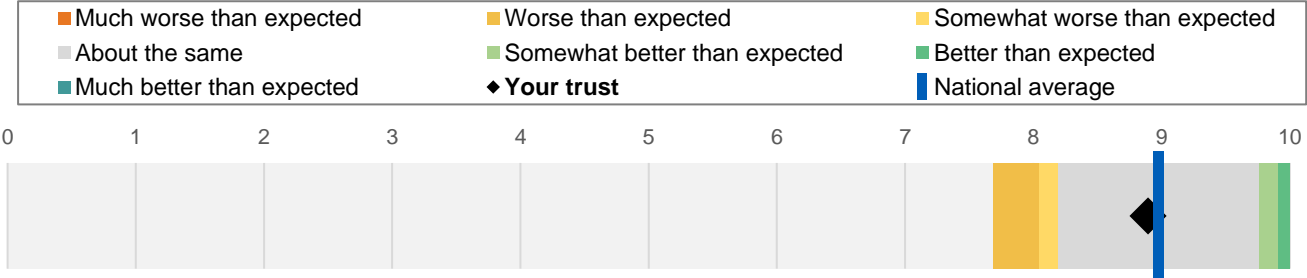 Much worse than expected Worse than expected Somewhat worse than expected
About the same Somewhat better than expected Better than expected
Much better than expected Your trust National average
0 1 2 3 4 5 6 7 8 9 10